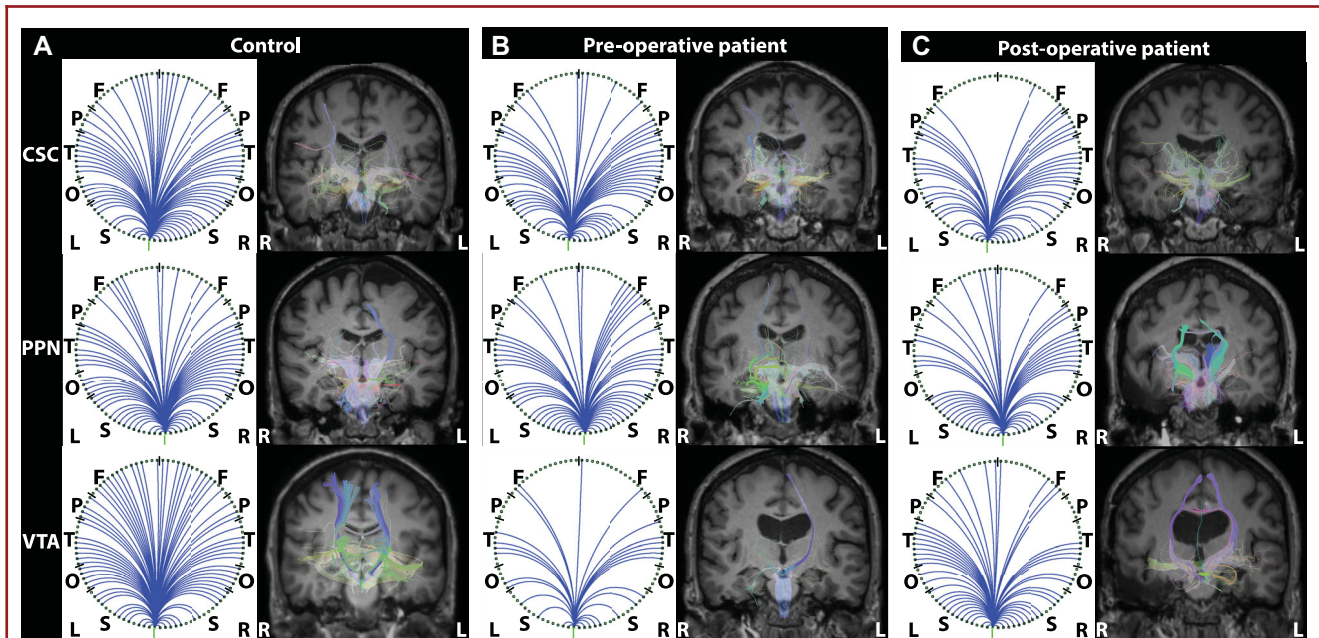 A Control
B Pre-operative patient
C Post-operative patient
CSC
F F
P P
T T
O O
S S
L R
F F
P P
T T
O O
S S
L R
R L
F F
P P
T T
O O
S S
L R
R L
PPN
F F
P P
T T
O O
S S
L R
F F
P P
T T
O O
S S
L R
R L
F F
P P
T T
O O
S S
L R
R L
VTA
F F
P P
T T
O O
S S
L R
F F
P P
T T
O O
S S
L R
R L
F F
P P
T T
O O
S S
L R
R L